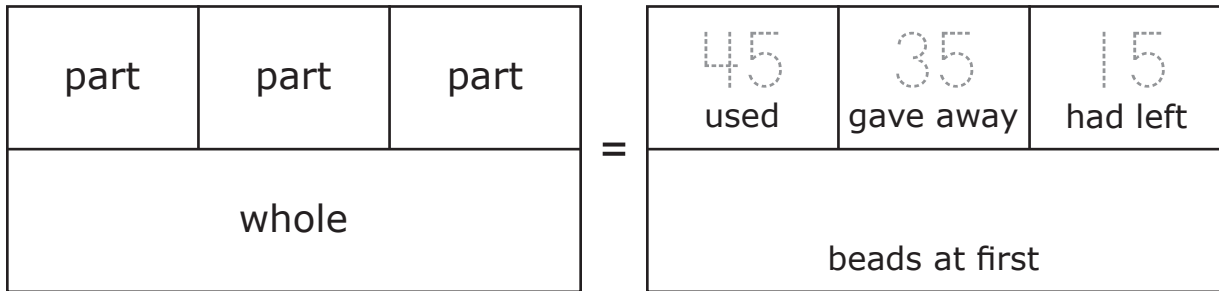 part part part
whole
=
45 35 15
used gave away had left
beads at first